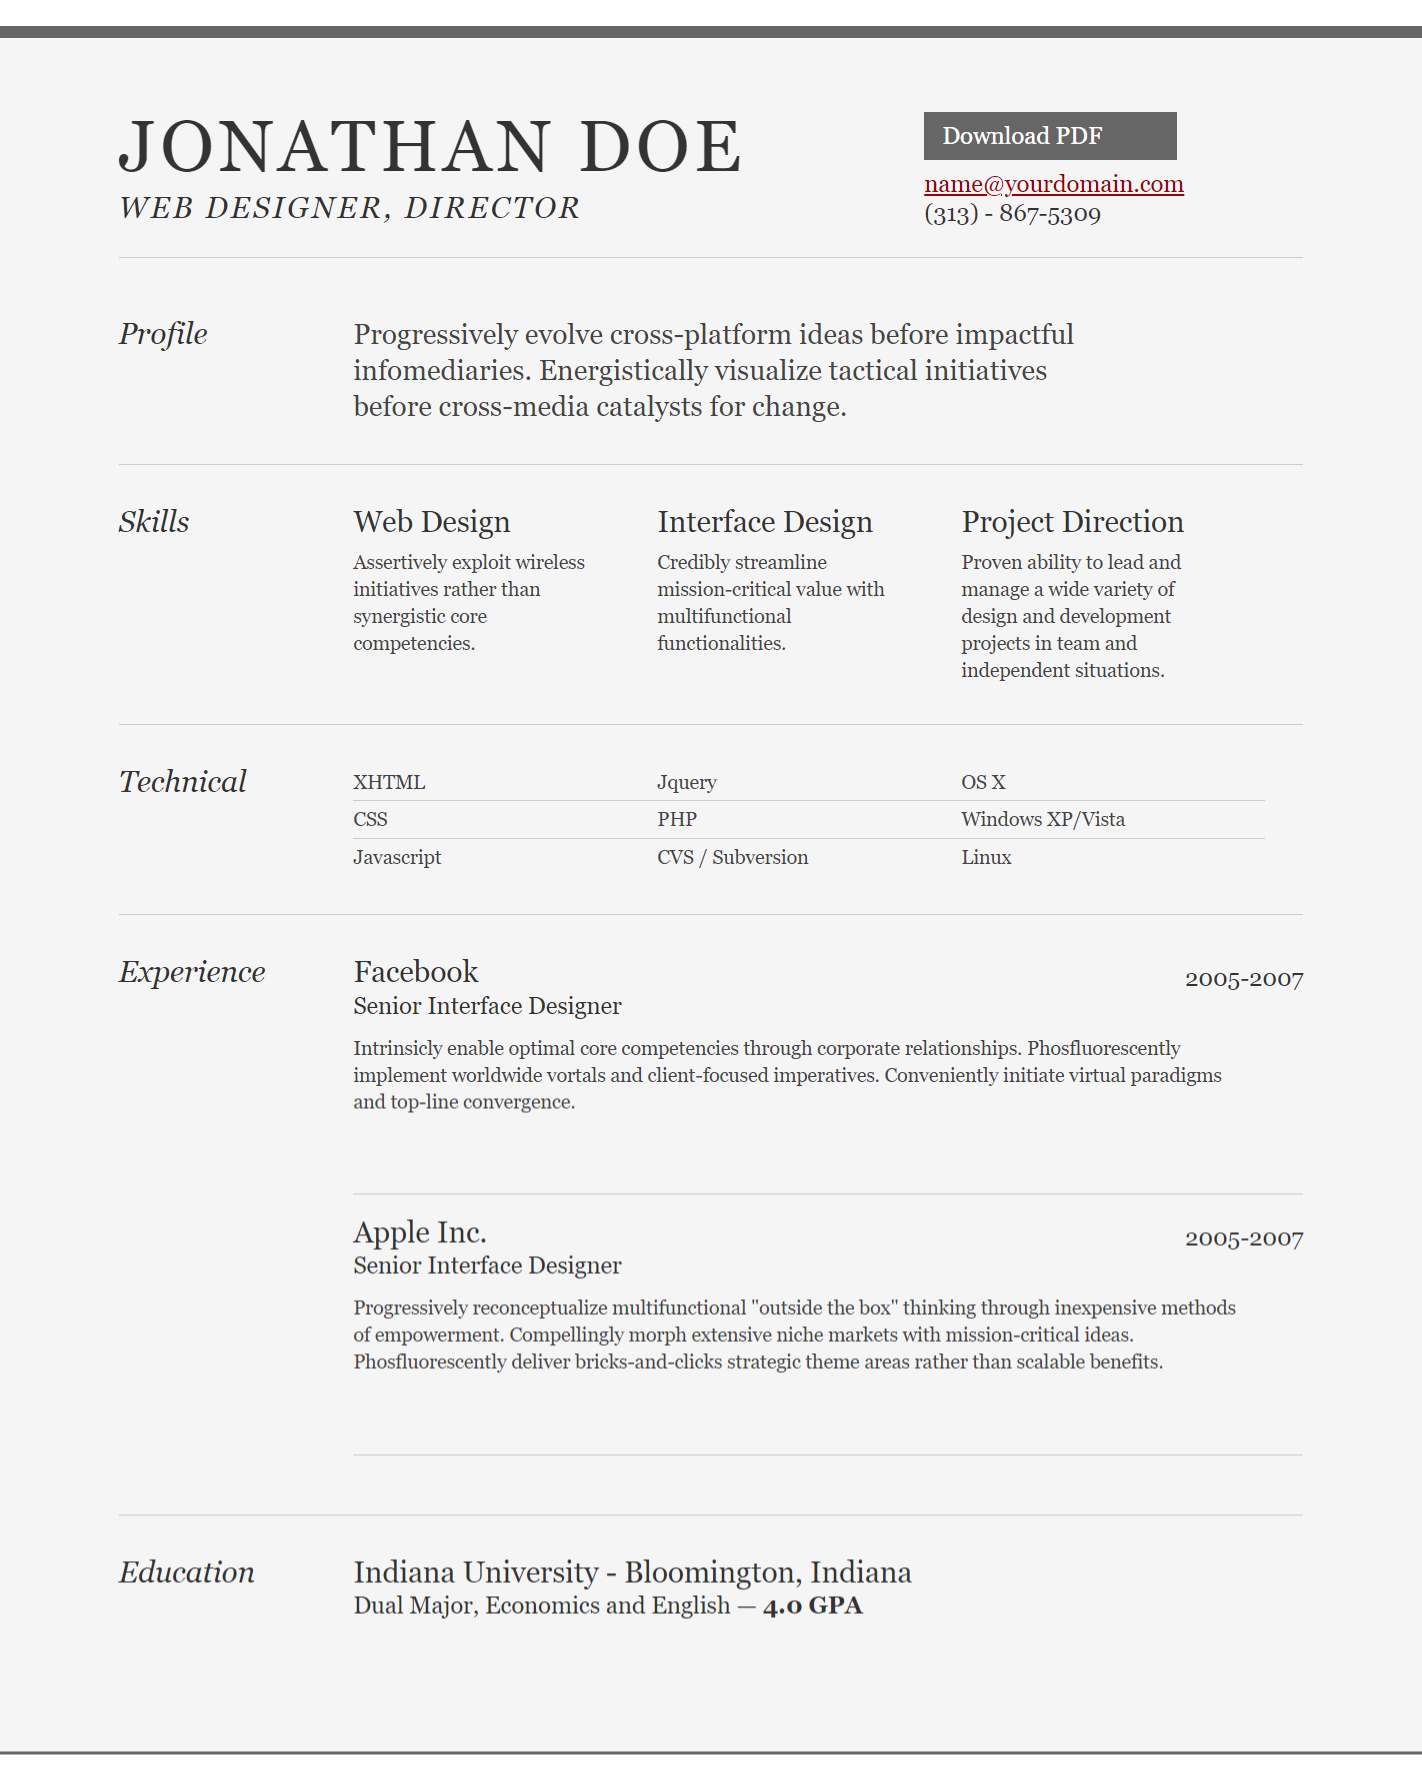 JONATHAN DOE
WEB DESIGNER, DIRECTOR
Download PDF
name@yourdomain.com
(313) - 867-5309
Profile
Progressively evolve cross-platform ideas before impactful
infomediaries. Energistically visualize tactical initiatives
before cross-media catalysts for change.
Skills
Web Design
Assertively exploit wireless
initiatives rather than
synergistic core
competencies.
Interface Design
Credibly streamline
mission-critical value with
multifunctional
functionalities.
Project Direction
Proven ability to lead and
manage a wide variety of
design and development
projects in team and
independent situations.
Technical
XHTML
Jquery
OS X
CSS
PHP
Windows XP/Vista
Javascript
CVS / Subversion
Linux
Experience
Facebook
2005-2007
Senior Interface Designer
Intrinsicly enable optimal core competencies through corporate relationships. Phosfluorescently
implement worldwide vortals and client-focused imperatives. Conveniently initiate virtual paradigms
and top-line convergence.
Apple Inc.
2005-2007
Senior Interface Designer
Progressively reconceptualize multifunctional "outside the box" thinking through inexpensive methods
of empowerment. Compellingly morph extensive niche markets with mission-critical ideas.
Phosfluorescently deliver bricks-and-clicks strategic theme areas rather than scalable benefits.
Education
Indiana University - Bloomington, Indiana
Dual Major, Economics and English — 4.0 GPA